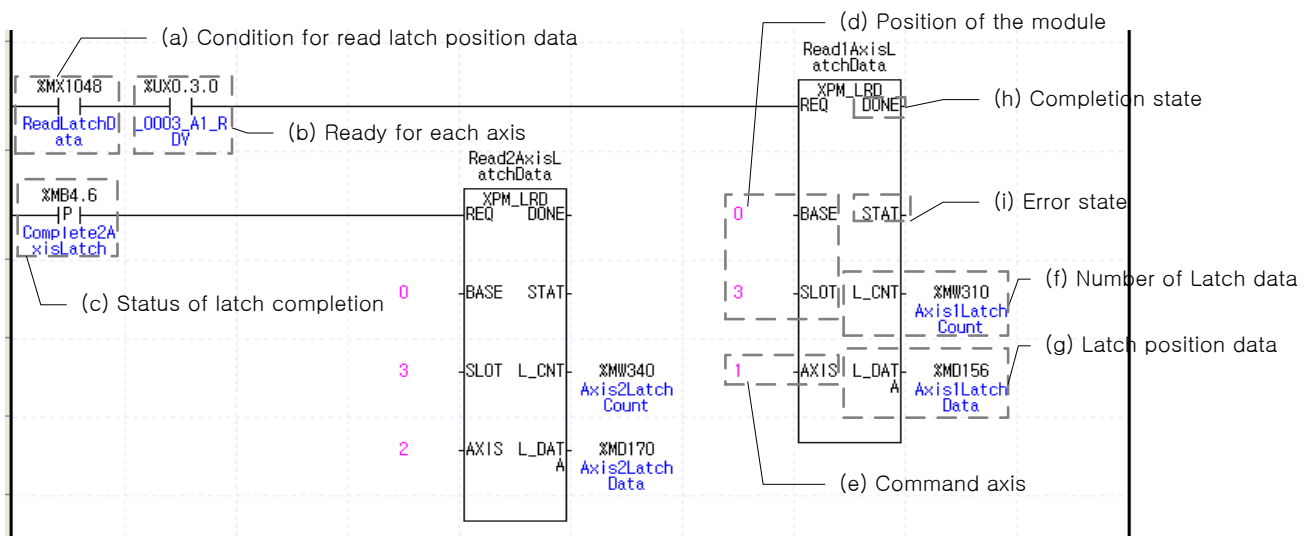 (d) Position of the module
(a) Condition for read latch position data
Read1AxisL
atchData
%MX1048 %UX0.3.0
XPM_LRD
REQ DONE
(h) Completion state
ReadLatchD
ata
_0003_A1_R
DY
(b) Ready for each axis
Read2AxisL
atchData
%MB4.6
XPM_LRD
REQ DONE
P
0 BASE STAT
(i) Error state
Complete2A
xisLatch
(c) Status of latch completion
0 BASE STAT
3 SLOT L_CNT %MW310
Axis1Latch
Count
(f) Number of Latch data
(g) Latch position data
3 SLOT L_CNT %MW340
Axis2Latch
Count
1 AXIS L_DAT
A
%MD156
Axis1Latch
Data
2 AXIS L_DAT
A
%MD170
Axis2Latch
Data
(e) Command axis